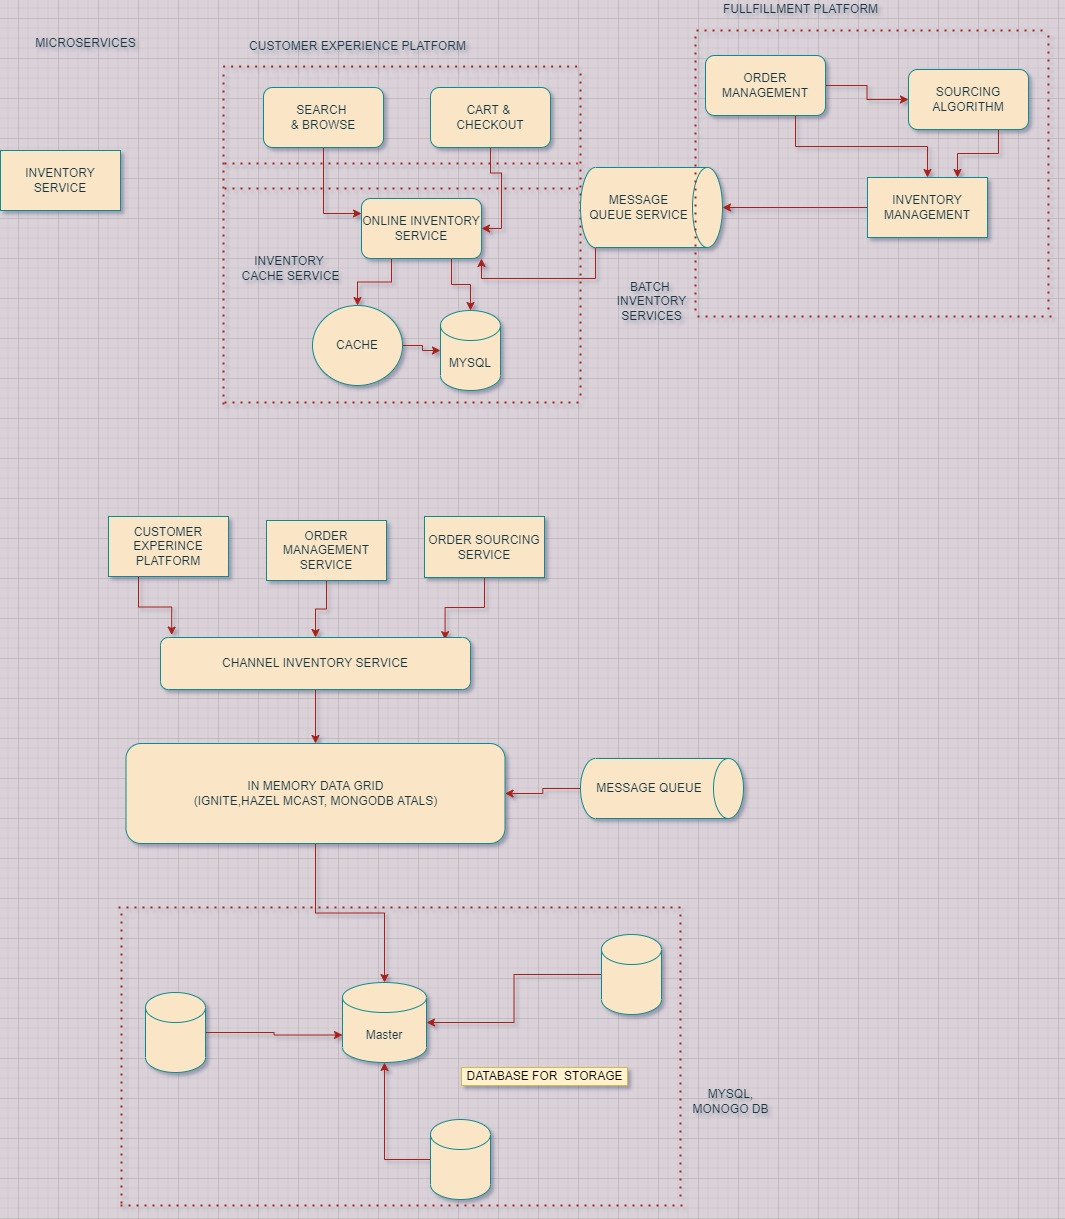 FULLFILLMENT PLATFORM
MICROSERVICES
CUSTOMER EXPERIENCE PLATFORM
SEARCH
& BROWSE
CART &
CHECKOUT
ORDER
MANAGEMENT
SOURCING
ALGORITHM
INVENTORY
SERVICE
ONLINE INVENTORY
SERVICE
MESSAGE
QUEUE SERVICE
INVENTORY
MANAGEMENT
INVENTORY
CACHE SERVICE
BATCH
INVENTORY
SERVICES
CACHE
MYSQL
CUSTOMER
EXPERINCE
PLATFORM
ORDER
MANAGEMENT
SERVICE
ORDER SOURCING
SERVICE
CHANNEL INVENTORY SERVICE
IN MEMORY DATA GRID
(IGNITE,HAZEL MCAST, MONGODB ATALS)
MESSAGE QUEUE
Master
DATABASE FOR STORAGE
MYSQL,
MONOGO DB